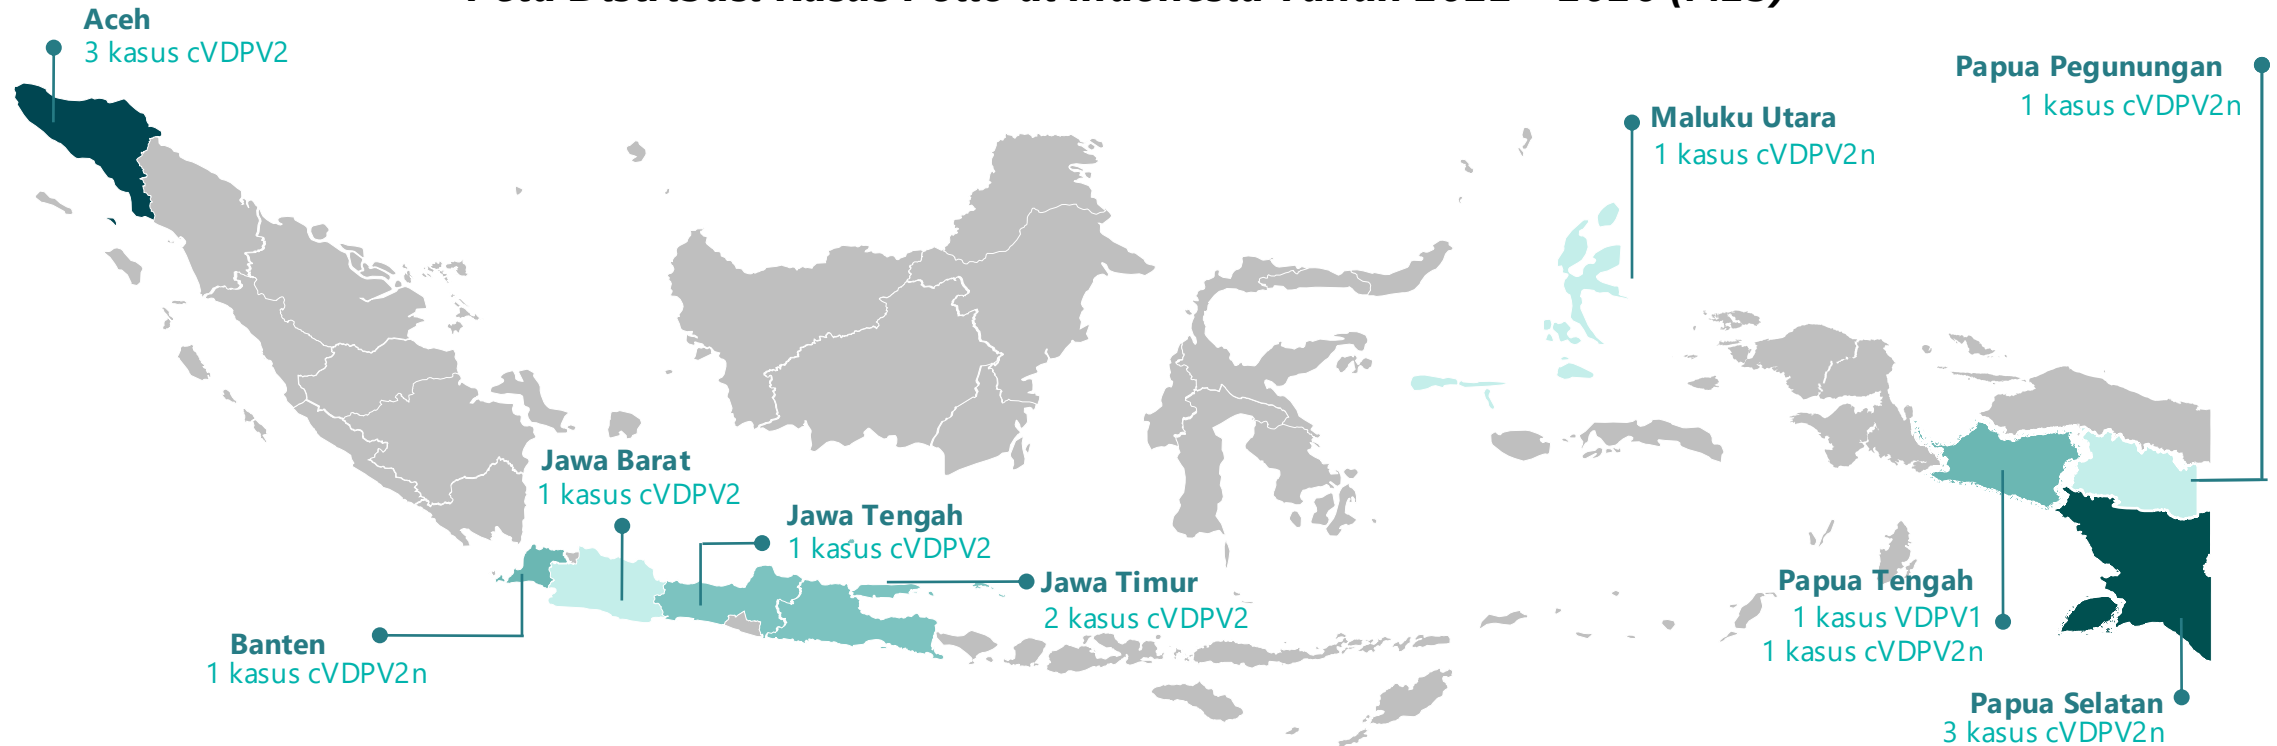 Aceh
3 kasus cVDPV2
Papua Pegunungan
1 kasus cVDPV2n
Maluku Utara
1 kasus cVDPV2n
Jawa Barat
1 kasus cVDPV2
Jawa Tengah
1 kasus cVDPV2
Jawa Timur
2 kasus cVDPV2
Banten
1 kasus cVDPV2n
Papua Tengah
1 kasus VDPV1
1 kasus cVDPV2n
Papua Selatan
3 kasus cVDPV2n